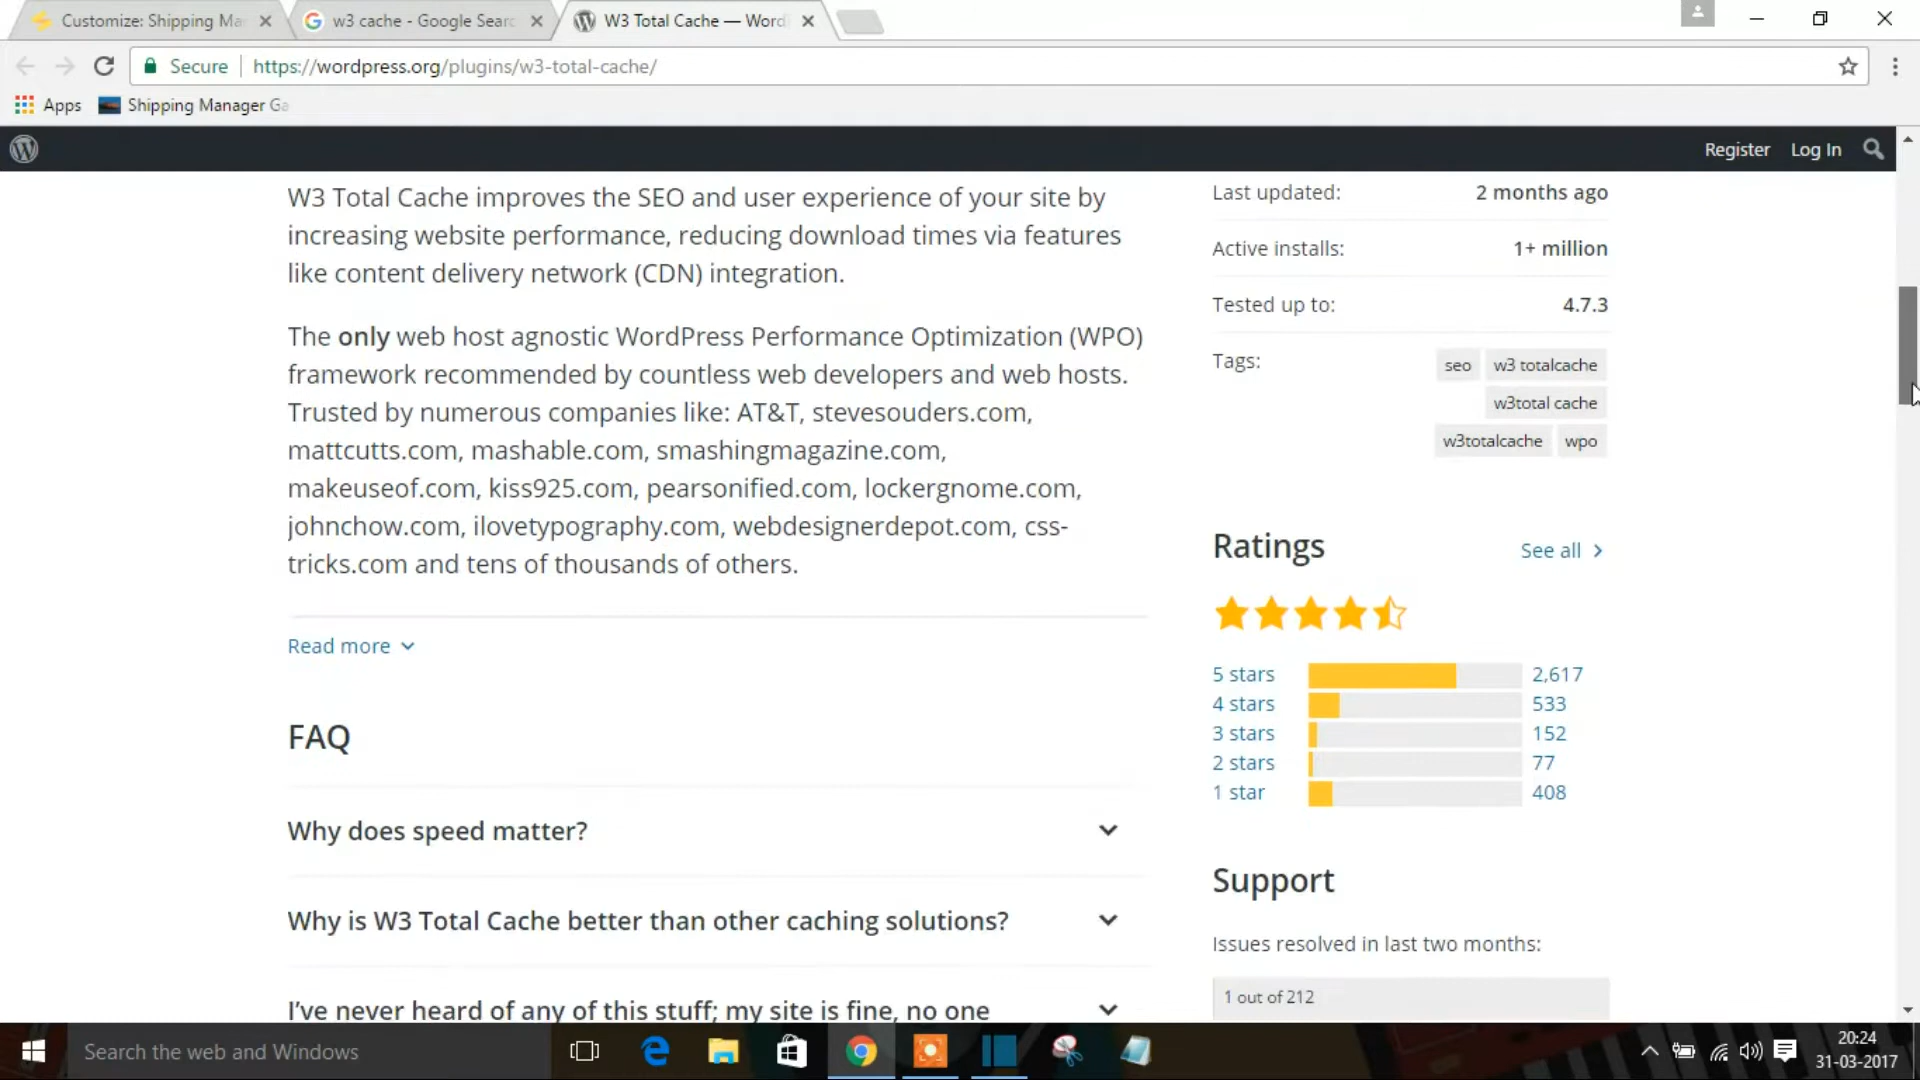 Customize: Shipping Ma
w3 cache - Google Searc
W3 Total Cache — Word
Secure
https://wordpress.org/plugins/w3-total-cache/
Apps
Shipping Manager Ga
Register
Log In
W3 Total Cache improves the SEO and user experience of your site by
increasing website performance, reducing download times via features
like content delivery network (CDN) integration.
The only web host agnostic WordPress Performance Optimization (WPO)
framework recommended by countless web developers and web hosts.
Trusted by numerous companies like: AT&T, stevesouders.com,
mattcutts.com, mashable.com, smashingmagazine.com,
makeuseof.com, kiss925.com, pearsonified.com, lockergnome.com,
johnchow.com, ilovetypography.com, webdesignerdepot.com, css-
tricks.com and tens of thousands of others.
Read more
FAQ
Why does speed matter?
Why is W3 Total Cache better than other caching solutions?
I've never heard of any of this stuff; my site is fine, no one
Last updated: 2 months ago
Active installs: 1+ million
Tested up to: 4.7.3
Tags: seo w3 totalcache
w3total cache
w3totalcache wpo
Ratings
See all
5 stars 2,617
4 stars 533
3 stars 152
2 stars 77
1 star 408
Support
Issues resolved in last two months:
1 out of 212
Search the web and Windows
20:24
31-03-2017